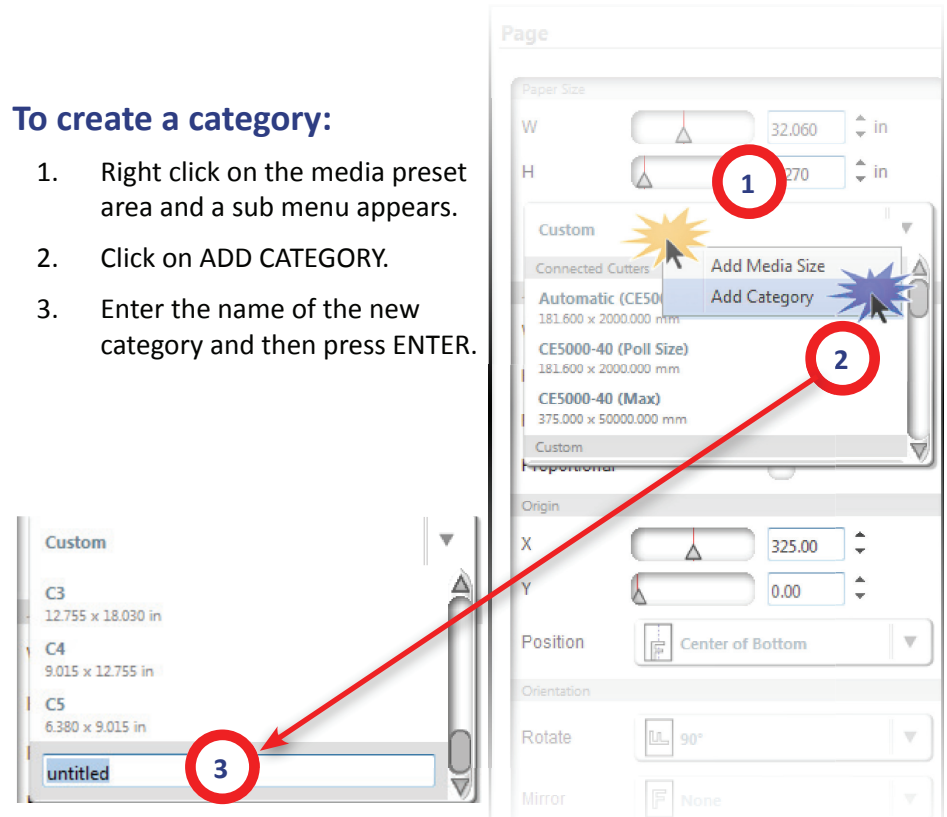 To create a category:
1. Right click on the media preset
area and a sub menu appears.
2. Click on ADD CATEGORY.
3. Enter the name of the new
category and then press ENTER.
Page
Paper Size
W 32.060 in
H 270 in
1
Custom
Connected Cutters
Add Media Size
Add Category
Automatic (CE50
181.600 x 2000.000 mm
CE5000-40 (Poll Size)
181.600 x 2000.000 mm
CE5000-40 (Max)
375.000 x 50000.000 mm
Custom
2
Proportional
Origin
X 325.00
Y 0.00
Position Center of Bottom
Orientation
Rotate 90°
Mirror None
Custom
C3
12.755 x 18.030 in
C4
9.015 x 12.755 in
C5
6.380 x 9.015 in
untitled
3